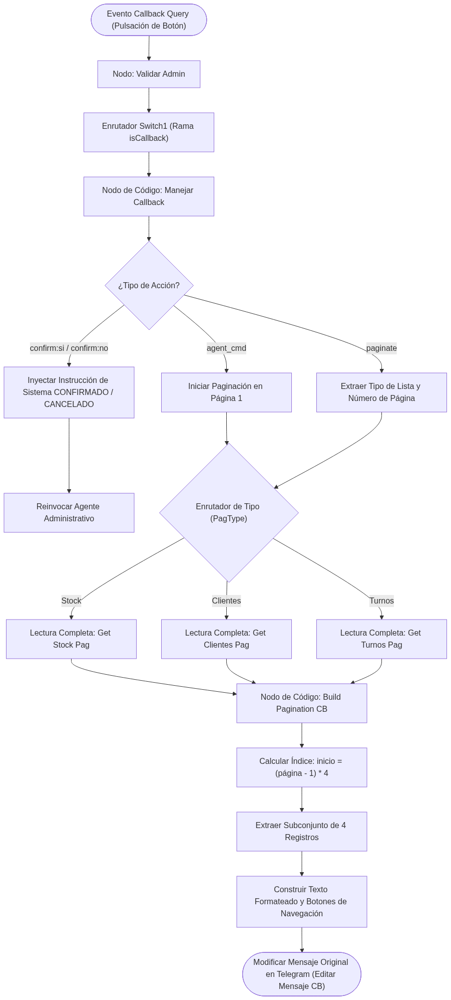 Evento Callback Query
(Pulsación de Botón)
Nodo: Validar Admin
Enrutador Switch1 (Rama
isCallback)
Nodo de Código: Manejar
Callback
¿Tipo de Acción?
confirm:si / confirm:no
agent_cmd
paginate
Inyectar Instrucción de
Sistema CONFIRMADO /
CANCELADO
Iniciar Paginación en
Página 1
Extraer Tipo de Lista y
Número de Página
Reinvocar Agente
Administrativo
Enrutador de Tipo
(PagType)
Stock
Clientes
Turnos
Lectura Completa: Get
Stock Pag
Lectura Completa: Get
Clientes Pag
Lectura Completa: Get
Turnos Pag
Nodo de Código: Build
Pagination CB
Calcular Índice: inicio =
(página - 1) * 4
Extraer Subconjunto de 4
Registros
Construir Texto
Formateado y Botones de
Navegación
Modificar Mensaje Original
en Telegram (Editar
Mensaje CB)